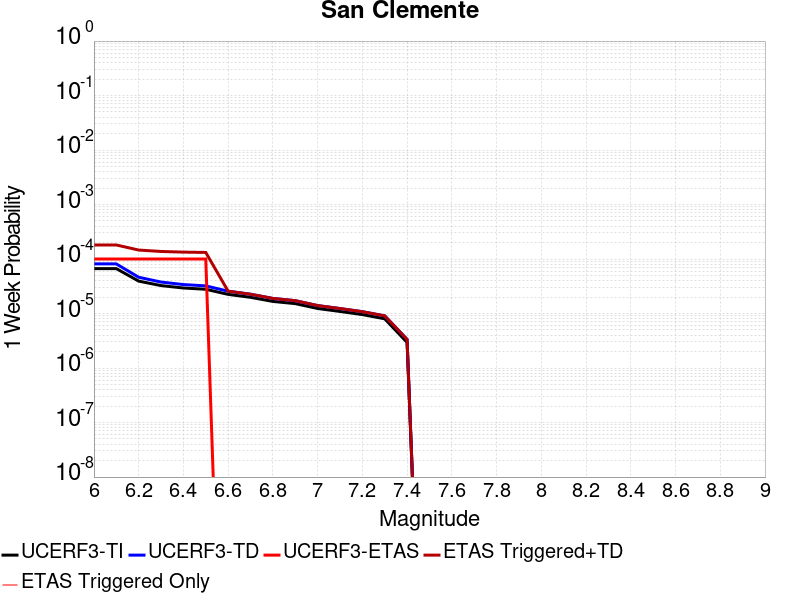 San Clemente
10^0
10^-1
10^-2
10^-3
10^-4
10^-5
10^-6
10^-7
10^-8
1 Week Probability
6 6.2 6.4 6.6 6.8 7 7.2 7.4 7.6 7.8 8 8.2 8.4 8.6 8.8 9
Magnitude
UCERF3-TI UCERF3-TD UCERF3-ETAS ETAS Triggered+TD
ETAS Triggered Only